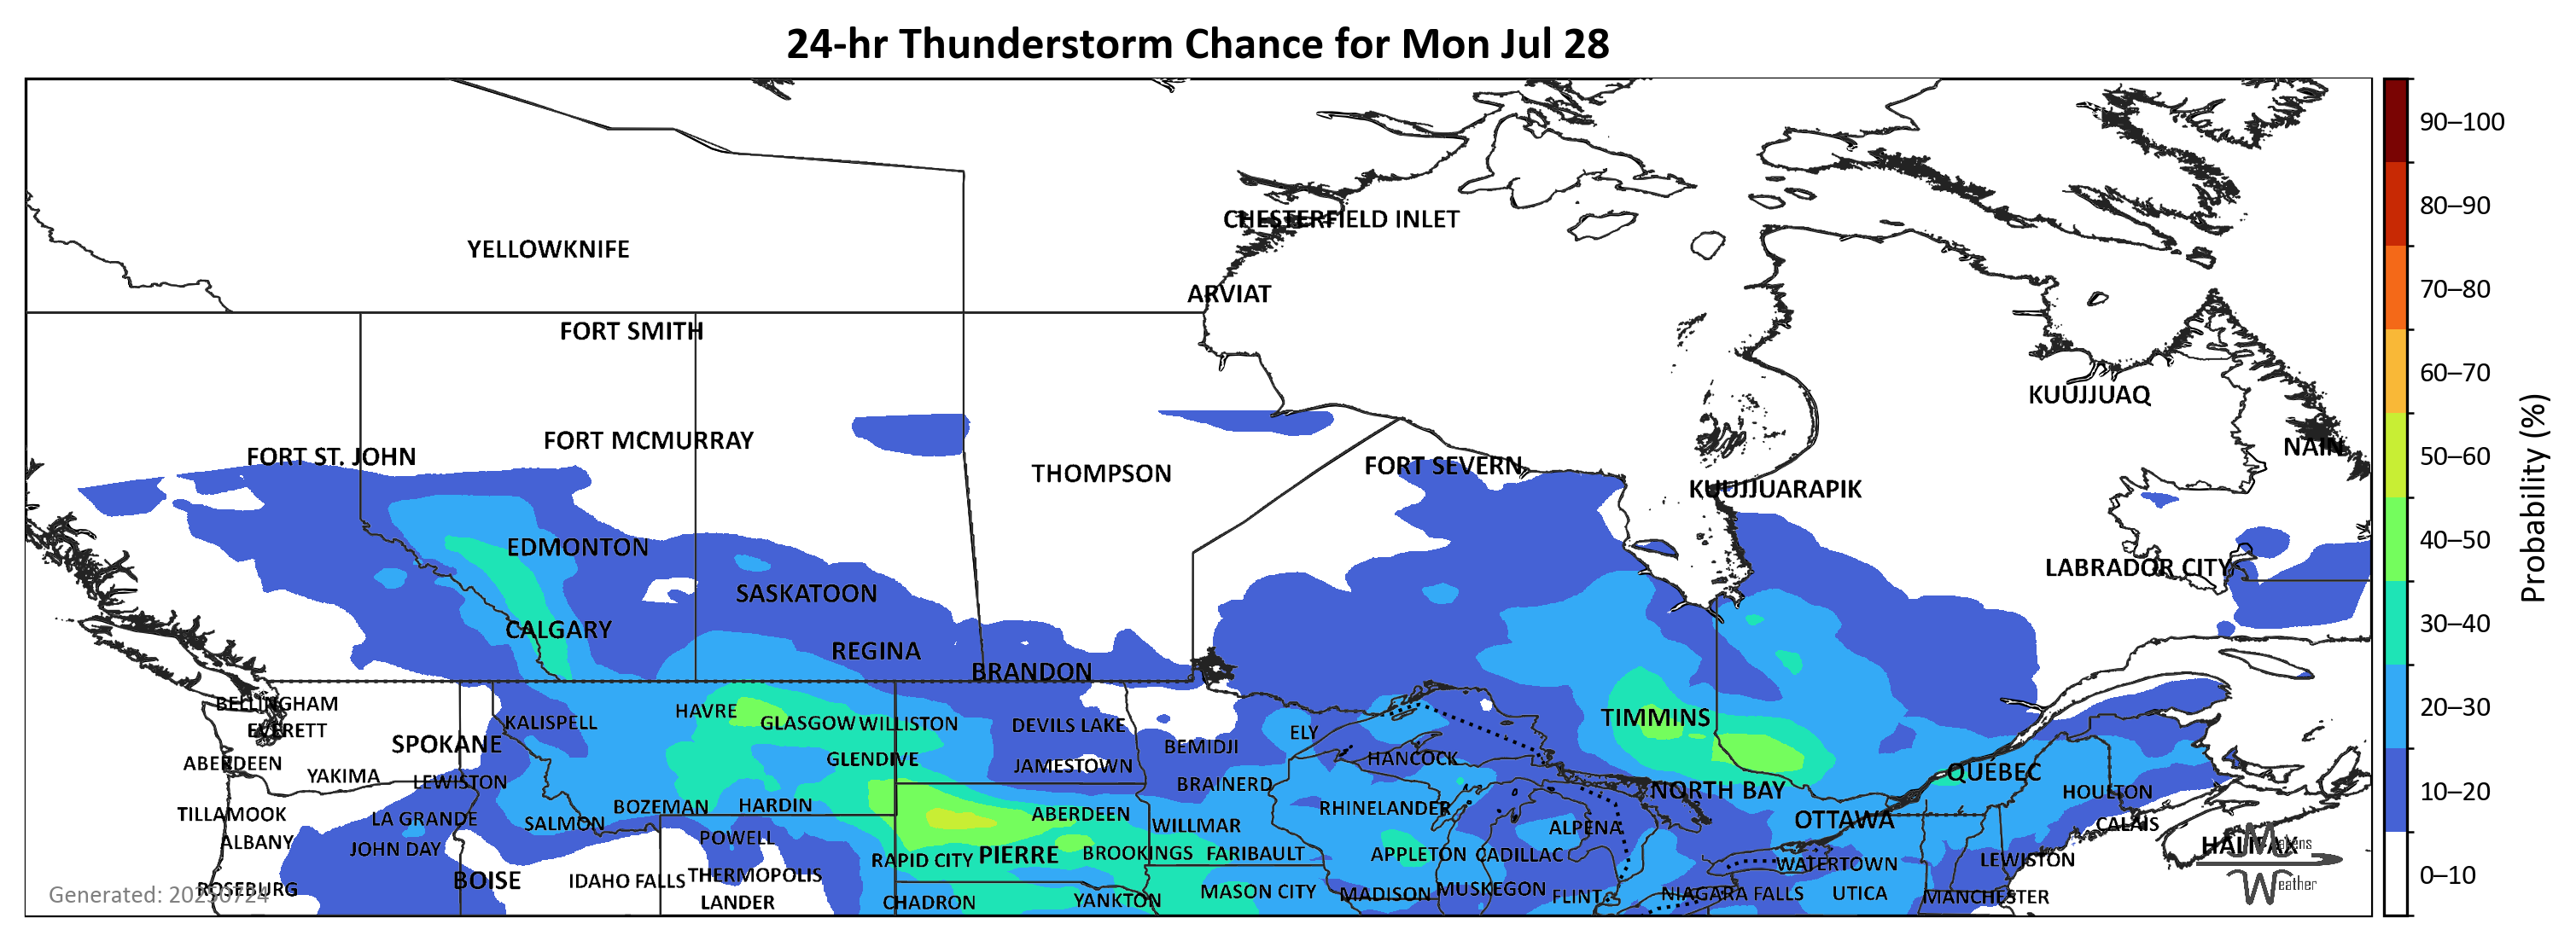 24-hr Thunderstorm Chance for Mon Jul 28
90–100
80–90
CHESTERFIELD INLET
YELLOWKNIFE
70–80
ARVIAT
FORT SMITH
60–70
KUUJJUAQ
FORT MCMURRAY
NAIN
FORT ST. JOHN
50–60
FORT SEVERN
THOMPSON
KUUJJUARAPIK
Probability (%)
40–50
EDMONTON
LABRADOR CITY
SASKATOON
30–40
CALGARY
REGINA
BRANDON
BELLINGHAM
20–30
HAVRE
TIMMINS
KALISPELL
GLASGOW
WILLISTON
DEVILS LAKE
EVERETT
ELY
SPOKANE
BEMIDJI
GLENDIVE
HANCOCK
ABERDEEN
JAMESTOWN
QUÉBEC
YAKIMA
LEWISTON
BRAINERD
NORTH BAY
HOULTON
10–20
BOZEMAN
HARDIN
RHINELANDER
TILLAMOOK
ABERDEEN
LA GRANDE
OTTAWA
SALMON
WILLMAR
ALPENA
CALAIS
POWELL
ALBANY
HALIFAX
JOHN DAY
RAPID CITY
PIERRE
BROOKINGS
FARIBAULT
APPLETON
CADILLAC
LEWISTON
WATERTOWN
THERMOPOLIS
0–10
BOISE
IDAHO FALLS
Weather
ROSEBURG
MASON CITY
MADISON
MUSKEGON
Generated: 20250724
FLINT
NIAGARA FALLS
UTICA
MANCHESTER
LANDER
CHADRON
YANKTON